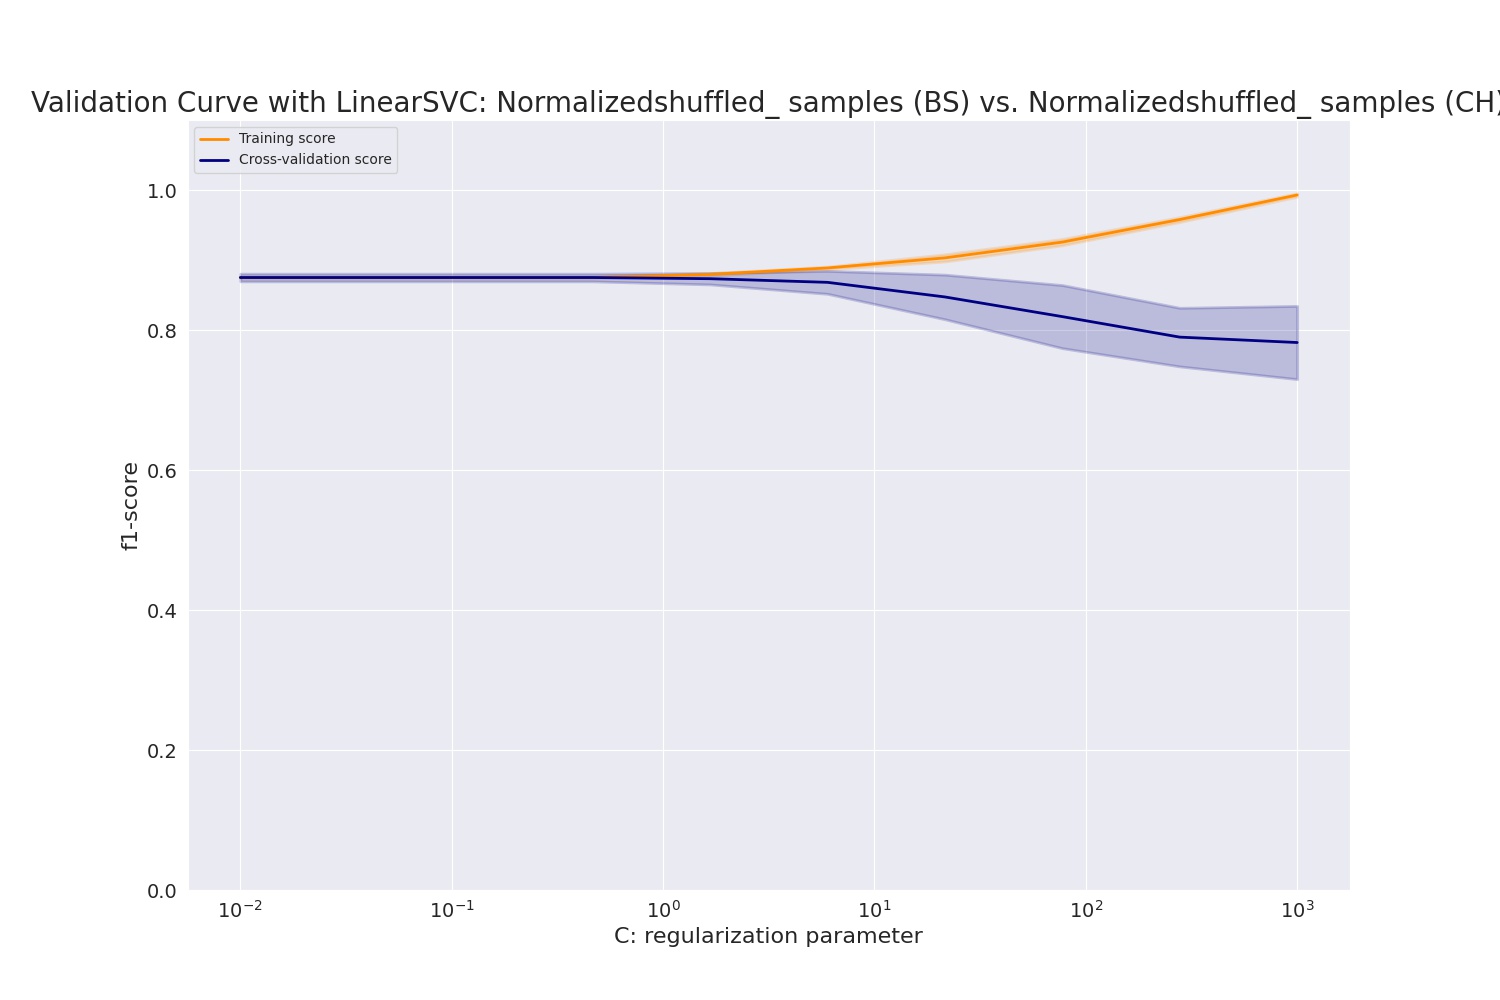 Validation Curve with LinearSVC: Normalizedshuffled_ samples (BS) vs. Normalizedshuffled_ samples (CH)
Training score
Cross-validation score
1.0
0.8
0.6
0.4
0.2
0.0
f1-score
10⁻² 10⁻¹ 10⁰ 10¹ 10² 10³
C: regularization parameter